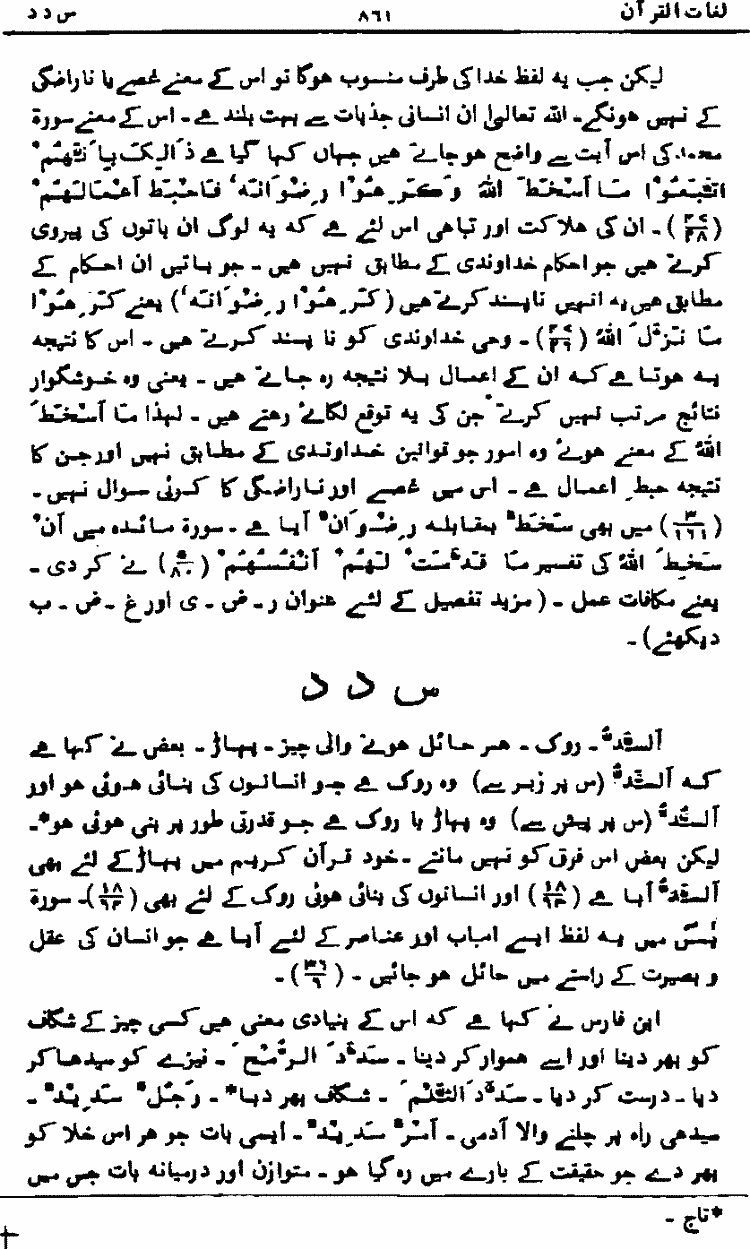 لغات القرآن ۸۶۱ س د د
لیکن جب یہ لفظ خدا کی طرف منسوب ہوگا تو اس کے معنے غصے یا ناراضگی
کے نہیں ہونگے۔ اللہ تعالیٰ ان انسانی جذبات سے بہت بلند ہے۔ اس کے معنے سورۃ
محمد کی اس آیت سے واضح ہو جاتے ہیں جہاں کہا گیا ہے ذَالِکَ بِاَنَّھُمْ
اتَّبَعُوْا مَا اَسْخَطَ اللہَ وَکَرِھُوْا رِضْوَانَہٗ فَاَحْبَطَ اَعْمَالَھُمْ
(۴۷/۲۸)۔ ان کی ہلاکت اور تباہی اس لئے ہے کہ یہ لوگ ان باتوں کی پیروی
کرتے ہیں جو احکام خداوندی کے مطابق نہیں ہیں۔ جو باتیں ان احکام کے
مطابق ہیں یہ انہیں ناپسند کرتے ہیں (کَرِھُوْا رِضْوَانَہٗ) یعنے کَرِھُوْا
مَا نَزَّلَ اللہُ (۴۷/۲۶)۔ وحی خداوندی کو نا پسند کرتے ہیں۔ اس کا نتیجہ
یہ ہوتا ہے کہ ان کے اعمال بلا نتیجہ رہ جاتے ہیں۔ یعنی وہ خوشگوار
نتائج مرتب نہیں کرتے جن کی یہ توقع لگائے رہتے ہیں۔ لہذا مَا اَسْخَطَ
اللہَ کے معنے ہوئے وہ امور جو قوانین خداوندی کے مطابق نہیں اور جن کا
نتیجہ حبطِ اعمال ہے۔ اس میں غصے اور ناراضگی کا کوئی سوال نہیں۔
(۳/۱۶۱) میں بھی سَخَطٌ بمقابلہ رِضْوَانٌ آیا ہے۔ سورۃ مائدہ میں اَنْ
سَخِطَ اللہُ کی تفسیر مَا قَدَّمَتْ لَھُمْ اَنْفُسُھُمْ (۵/۸۰) نے کر دی۔
یعنے مکافات عمل۔ (مزید تفصیل کے لئے عنوان ر۔ ض۔ ی اور غ۔ ض۔ ب
دیکھئے)۔
س د د
اَلسَّدُّ۔ روک۔ ہر حائل ہونے والی چیز۔ پہاڑ۔ بعض نے کہا ہے
کہ اَلسَّدُّ (س پر زبر سے) وہ روک ہے جو انسانوں کی بنائی ہوئی ہو اور
اَلسُّدُّ (س پر پیش سے) وہ پہاڑ یا روک ہے جو قدرتی طور پر بنی ہوئی ہو*۔
لیکن بعض اس فرق کو نہیں مانتے۔ خود قرآن کریم میں پہاڑ کے لئے بھی
اَلسَّدُّ آیا ہے (۱۸/۹۳) اور انسانوں کی بنائی ہوئی روک کے لئے بھی (۱۸/۹۴)۔ سورۃ
یٰسٓ میں یہ لفظ ایسے اسباب اور عناصر کے لئے آیا ہے جو انسان کی عقل
و بصیرت کے راستے میں حائل ہو جائیں۔ (۳۶/۹)۔
ابن فارس نے کہا ہے کہ اس کے بنیادی معنی ہیں کسی چیز کے شگاف
کو بھر دینا اور اسے ہموار کر دینا۔ سَدَّدَ الرُّمْحَ۔ نیزے کو سیدھا کر
دیا۔ درست کر دیا۔ سَدَّدَ الثَّلْمَ۔ شگاف بھر دیا*۔ رَجُلٌ سَدِیْدٌ۔
سیدھی راہ پر چلنے والا آدمی۔ اَمْرٌ سَدِیْدٌ۔ ایسی بات جو ہر اس خلا کو
بھر دے جو حقیقت کے بارے میں رہ گیا ہو۔ متوازن اور درمیانہ بات جس میں
*تاج۔